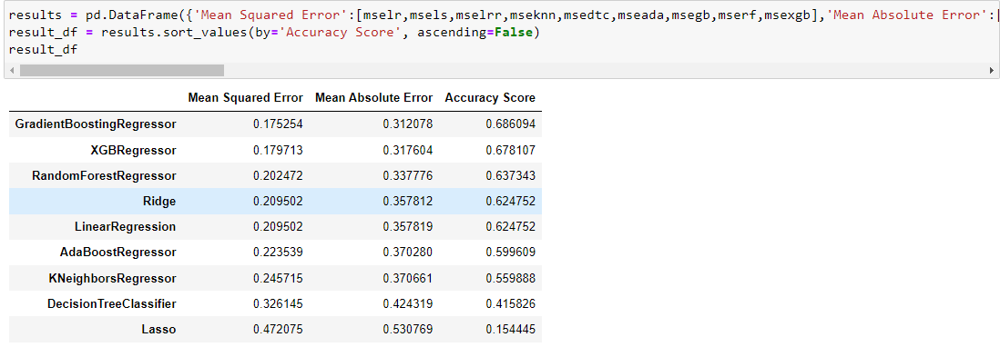 results = pd.DataFrame({'Mean Squared Error':[mselr,msels,mselrr,mseknn,msedtc,mseada,msegb,mserf,msexgb],'Mean Absolute Error':[
result_df = results.sort_values(by='Accuracy Score', ascending=False)
result_df
Mean Squared Error Mean Absolute Error Accuracy Score
GradientBoostingRegressor 0.175254 0.312078 0.686094
XGBRegressor 0.179713 0.317604 0.678107
RandomForestRegressor 0.202472 0.337776 0.637343
Ridge 0.209502 0.357812 0.624752
LinearRegression 0.209502 0.357819 0.624752
AdaBoostRegressor 0.223539 0.370280 0.599609
KNeighborsRegressor 0.245715 0.370661 0.559888
DecisionTreeClassifier 0.326145 0.424319 0.415826
Lasso 0.472075 0.530769 0.154445